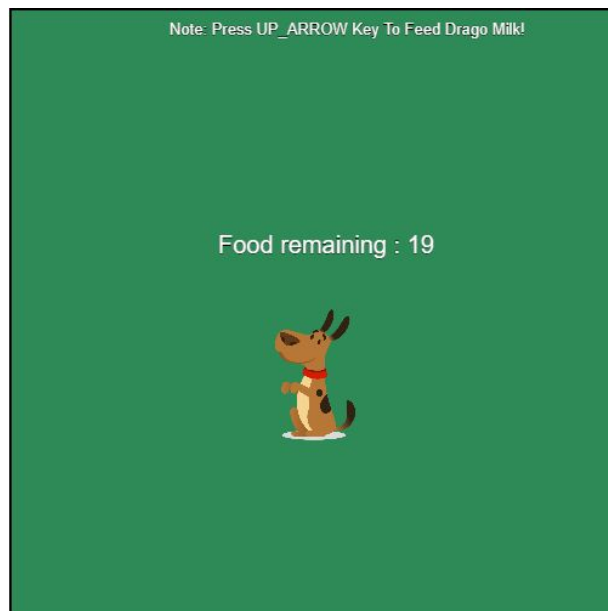 Note: Press UP_ARROW Key To Feed Drago Milk!
Food remaining : 19